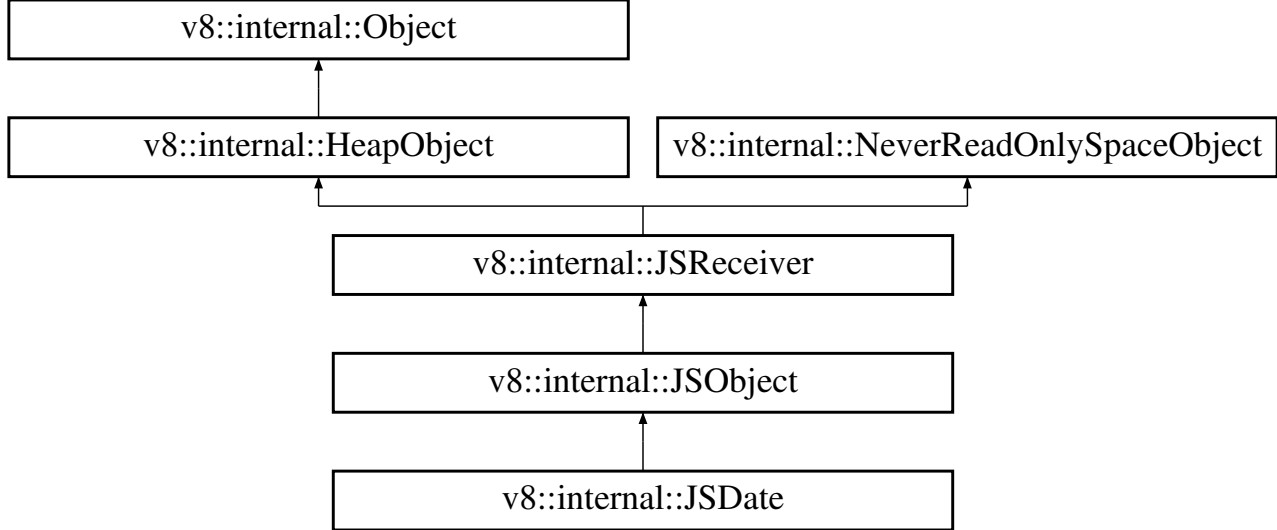 v8::internal::Object
v8::internal::HeapObject
v8::internal::NeverReadOnlySpaceObject
v8::internal::JSReceiver
v8::internal::JSObject
v8::internal::JSDate